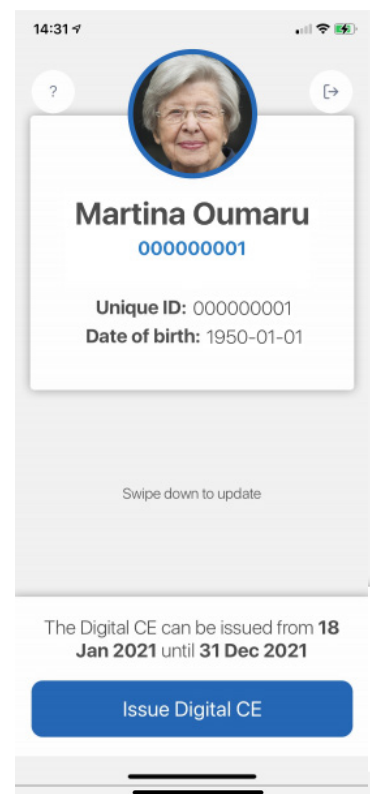 14:31
?
Martina Oumaru
000000001
Unique ID: 000000001
Date of birth: 1950-01-01
Swipe down to update
The Digital CE can be issued from 18
Jan 2021 until 31 Dec 2021
Issue Digital CE